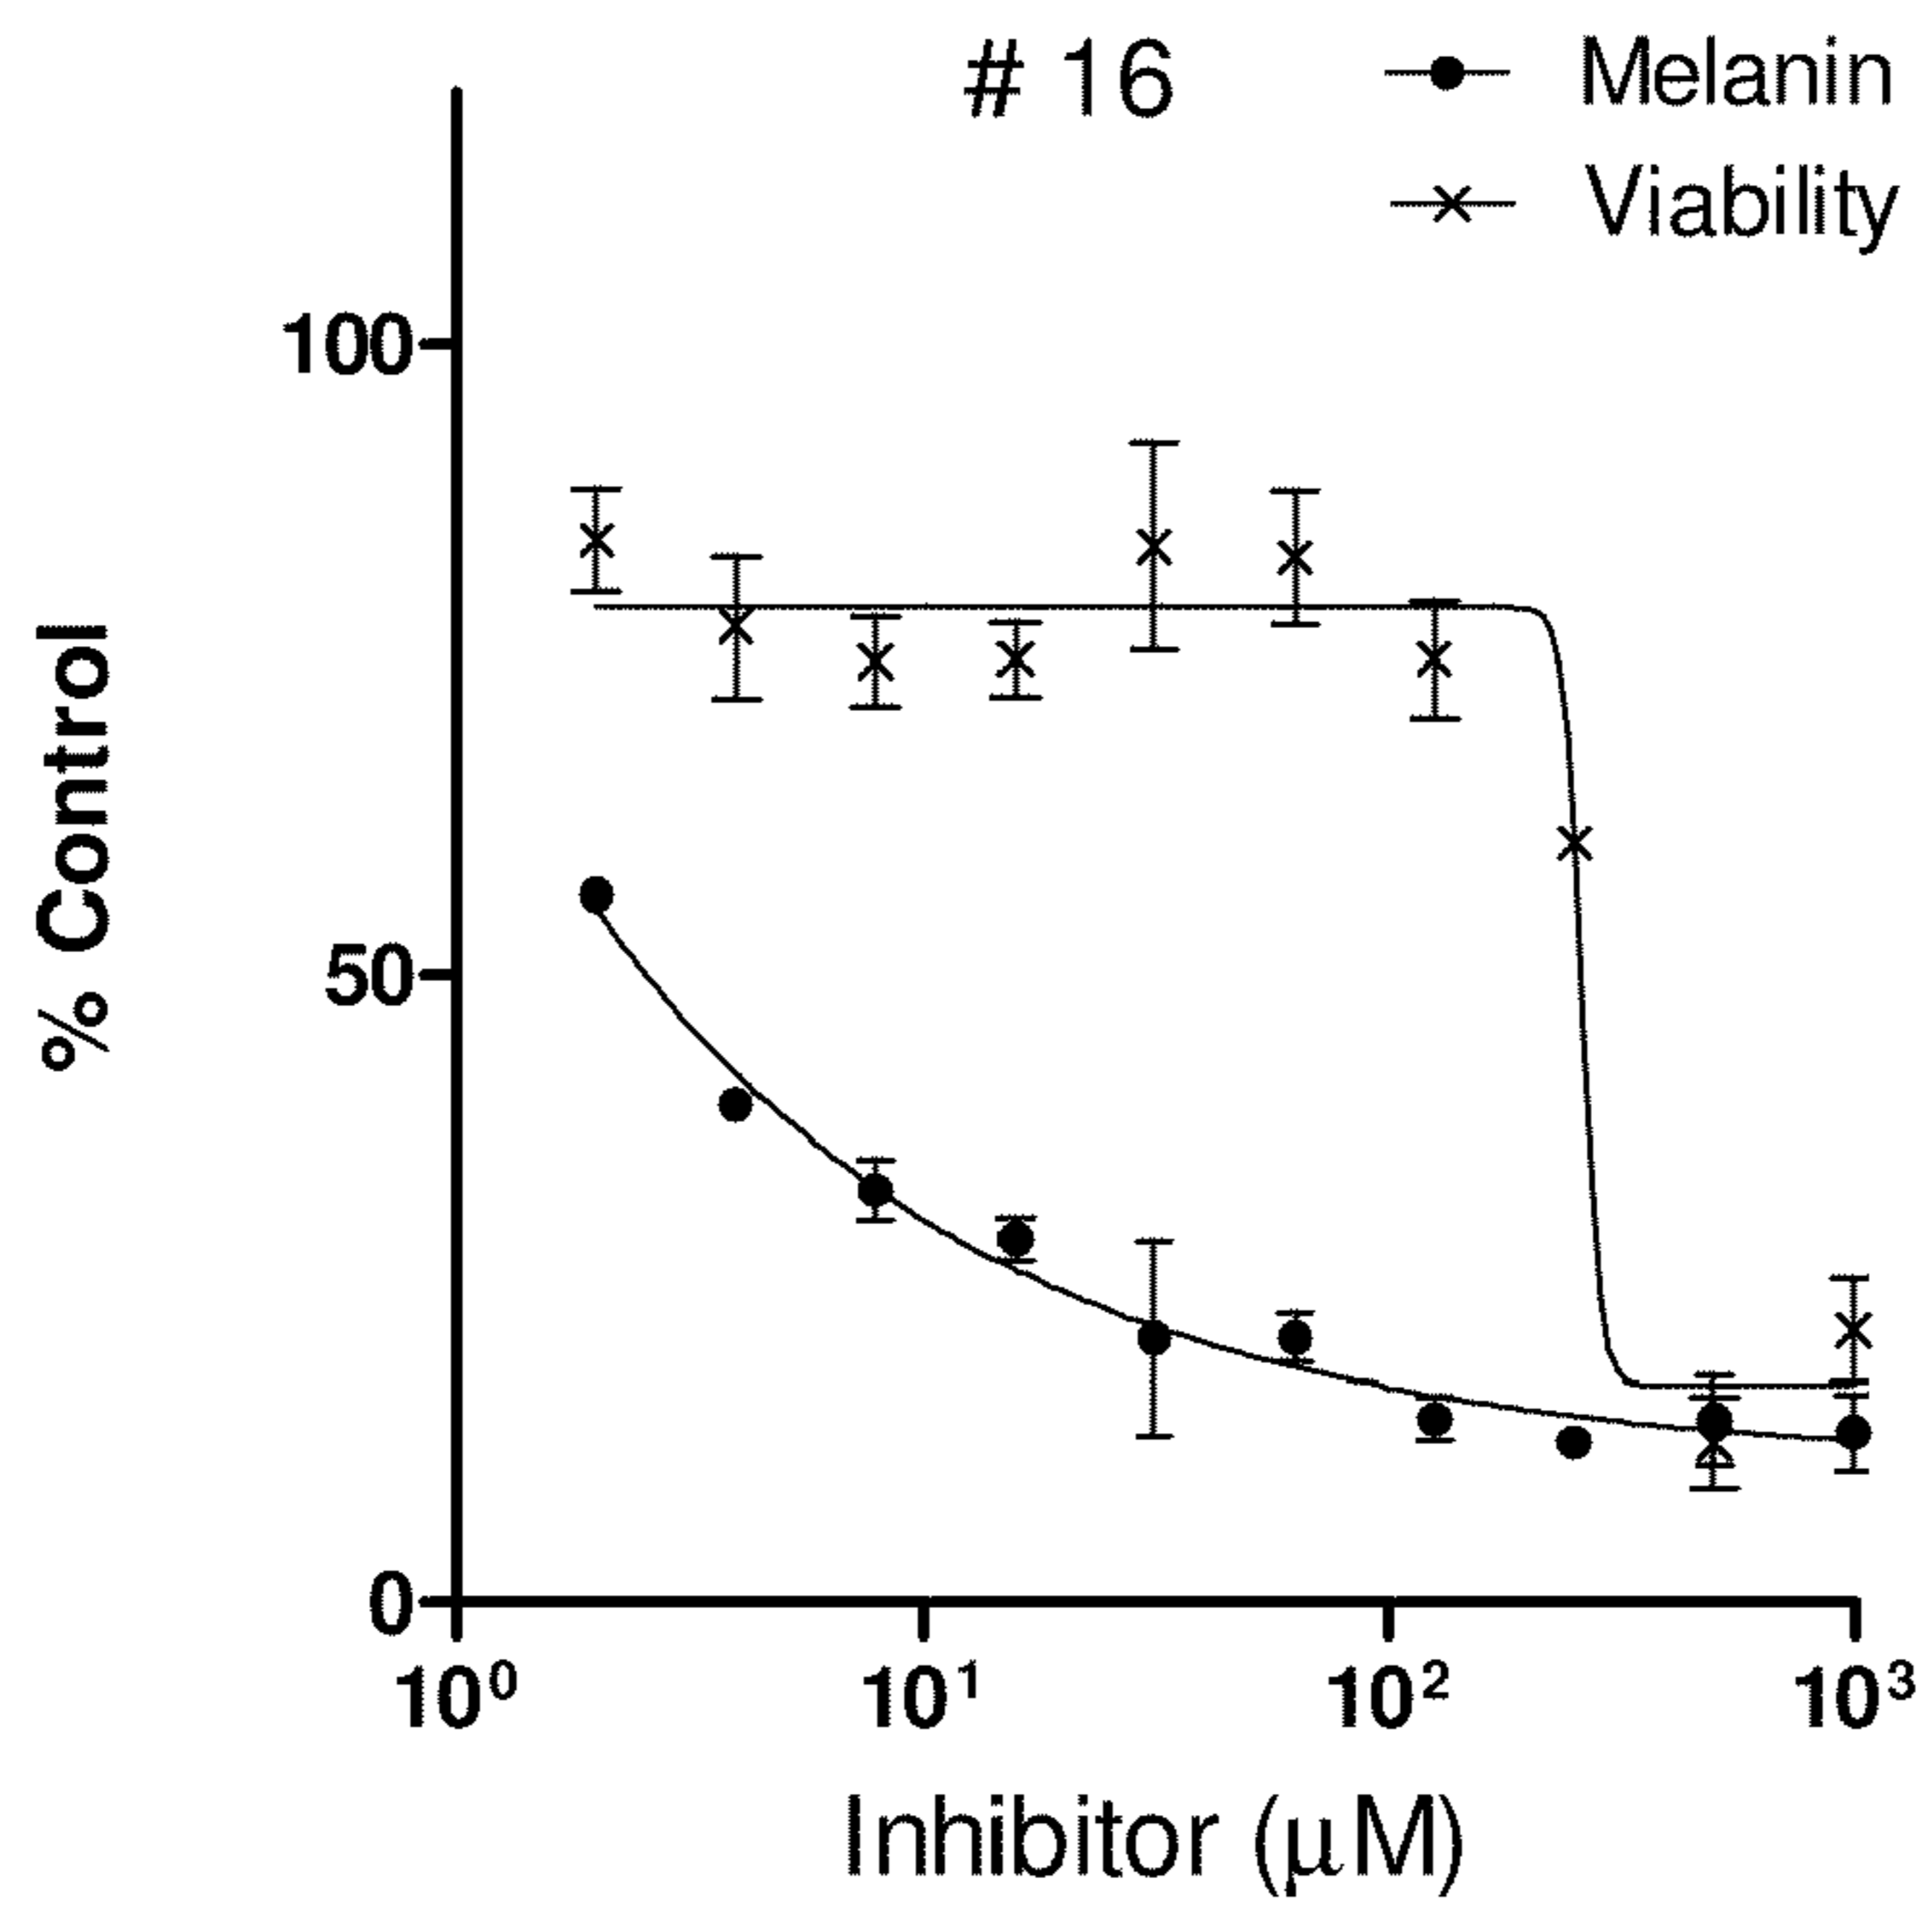 # 16
Melanin
Viability
% Control
100
50
0
10⁰ 10¹ 10² 10³
Inhibitor (µM)